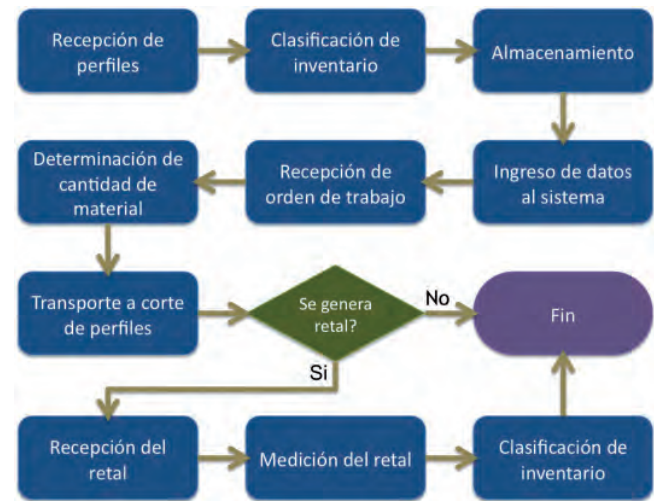 Recepción de
perfiles
Clasificación de
inventario
Almacenamiento
Ingreso de datos
al sistema
Recepción de
orden de trabajo
Determinación de
cantidad de
material
Transporte a corte
de perfiles
Se genera
retal?
No
Fin
Si
Recepción del
retal
Medición del retal
Clasificación de
inventario